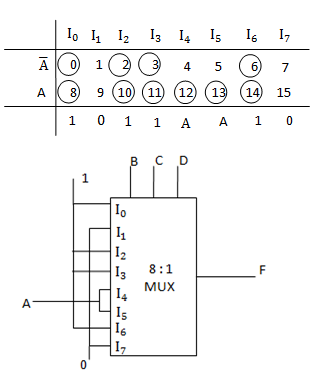 I₀ I₁ I₂ I₃ I₄ I₅ I₆ I₇
A̅ 0 1 2 3 4 5 6 7
A 8 9 10 11 12 13 14 15
1 0 1 1 A A 1 0
B C D
1
I₀
I₁
I₂
I₃
I₄
I₅
I₆
I₇
8:1
MUX
F
A
0